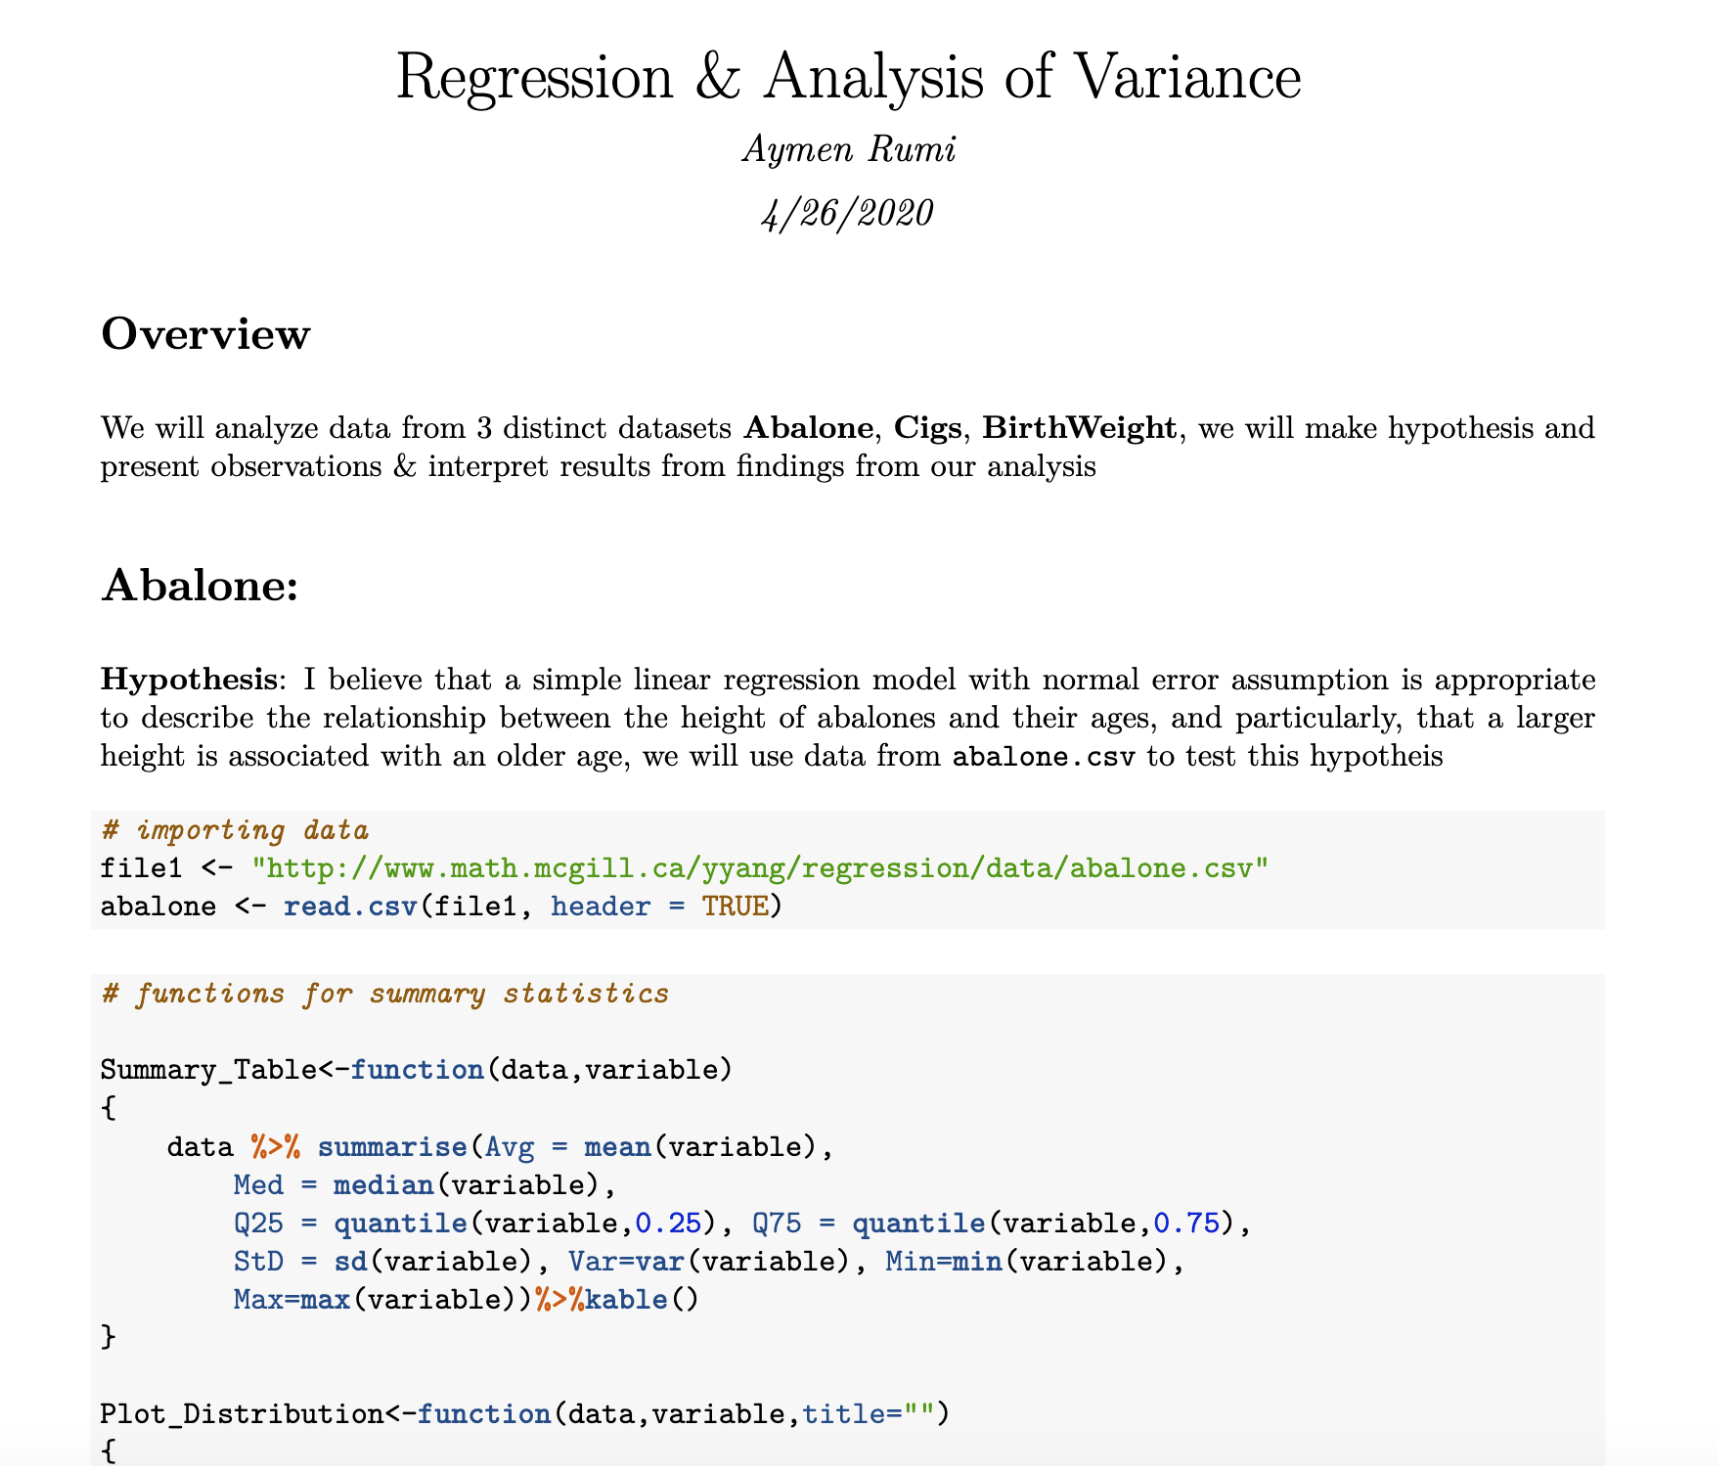 Regression & Analysis of Variance
Aymen Rumi
4/26/2020
Overview
We will analyze data from 3 distinct datasets Abalone, Cigs, BirthWeight, we will make hypothesis and
present observations & interpret results from findings from our analysis
Abalone:
Hypothesis: I believe that a simple linear regression model with normal error assumption is appropriate
to describe the relationship between the height of abalones and their ages, and particularly, that a larger
height is associated with an older age, we will use data from abalone.csv to test this hypotheis
# importing data
file1 <- "http://www.math.mcgill.ca/yyang/regression/data/abalone.csv"
abalone <- read.csv(file1, header = TRUE)
# functions for summary statistics
Summary_Table<-function(data,variable)
{
    data %>% summarise(Avg = mean(variable),
        Med = median(variable),
        Q25 = quantile(variable,0.25), Q75 = quantile(variable,0.75),
        StD = sd(variable), Var=var(variable), Min=min(variable),
        Max=max(variable))%>%kable()
}
Plot_Distribution<-function(data,variable,title="")
{